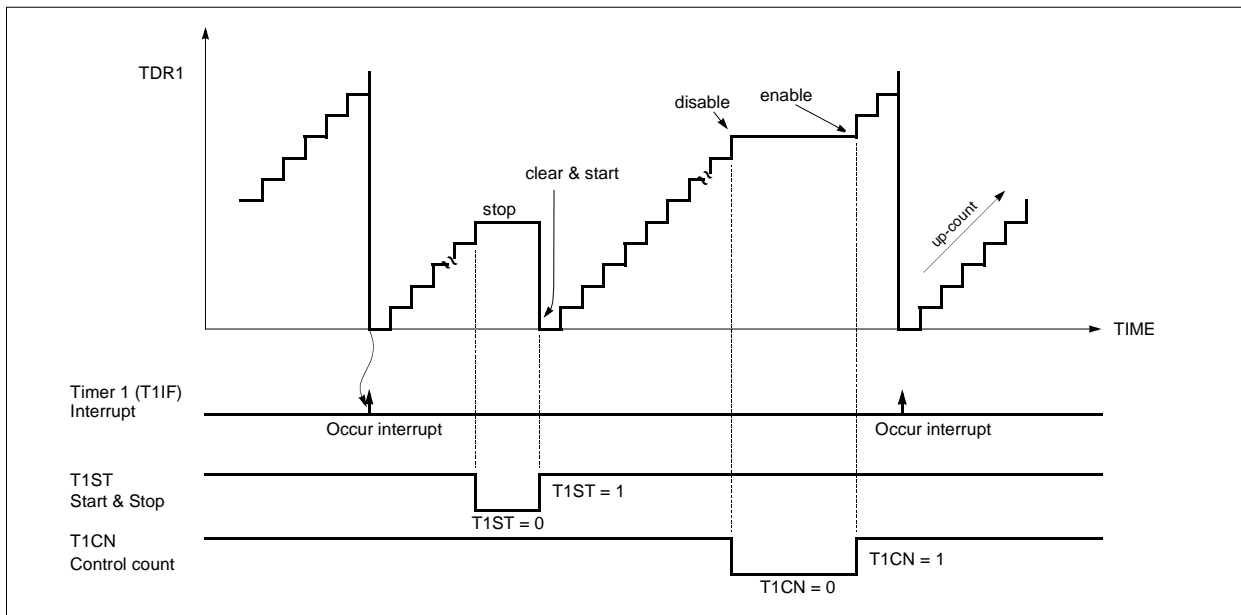 TDR1
disable
enable
clear & start
stop
up-count
TIME
Timer 1 (T1IF)
Interrupt
Occur interrupt
Occur interrupt
T1ST
Start & Stop
T1ST = 1
T1ST = 0
T1CN
Control count
T1CN = 1
T1CN = 0